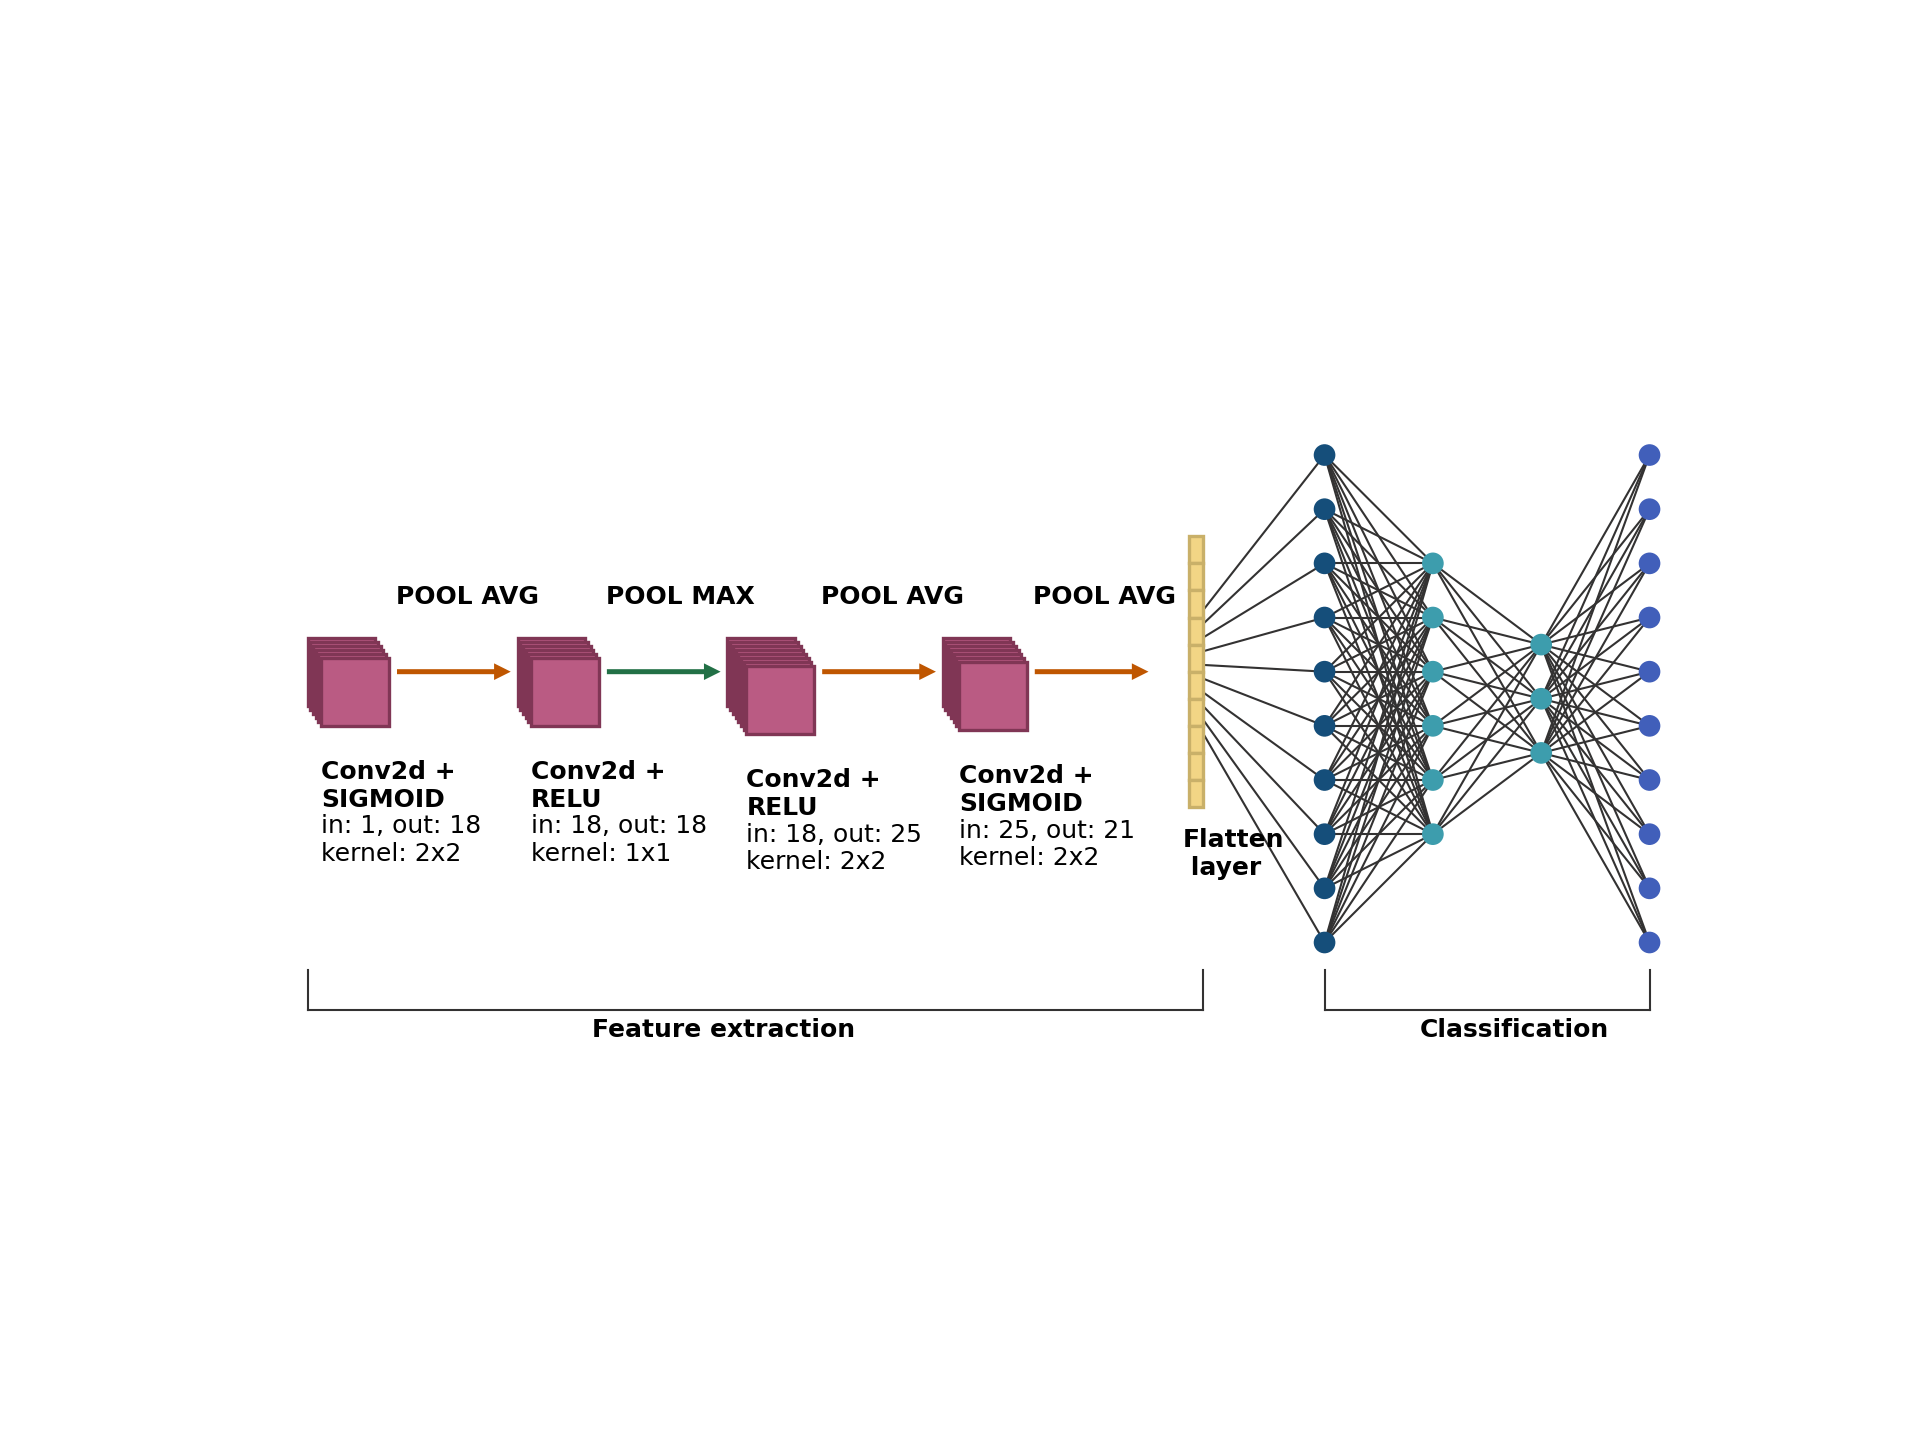 POOL AVG
POOL MAX
POOL AVG
POOL AVG
Conv2d +
SIGMOID
in: 1, out: 18
kernel: 2x2
Conv2d +
RELU
in: 18, out: 18
kernel: 1x1
Conv2d +
RELU
in: 18, out: 25
kernel: 2x2
Conv2d +
SIGMOID
in: 25, out: 21
kernel: 2x2
Flatten
layer
Feature extraction
Classification